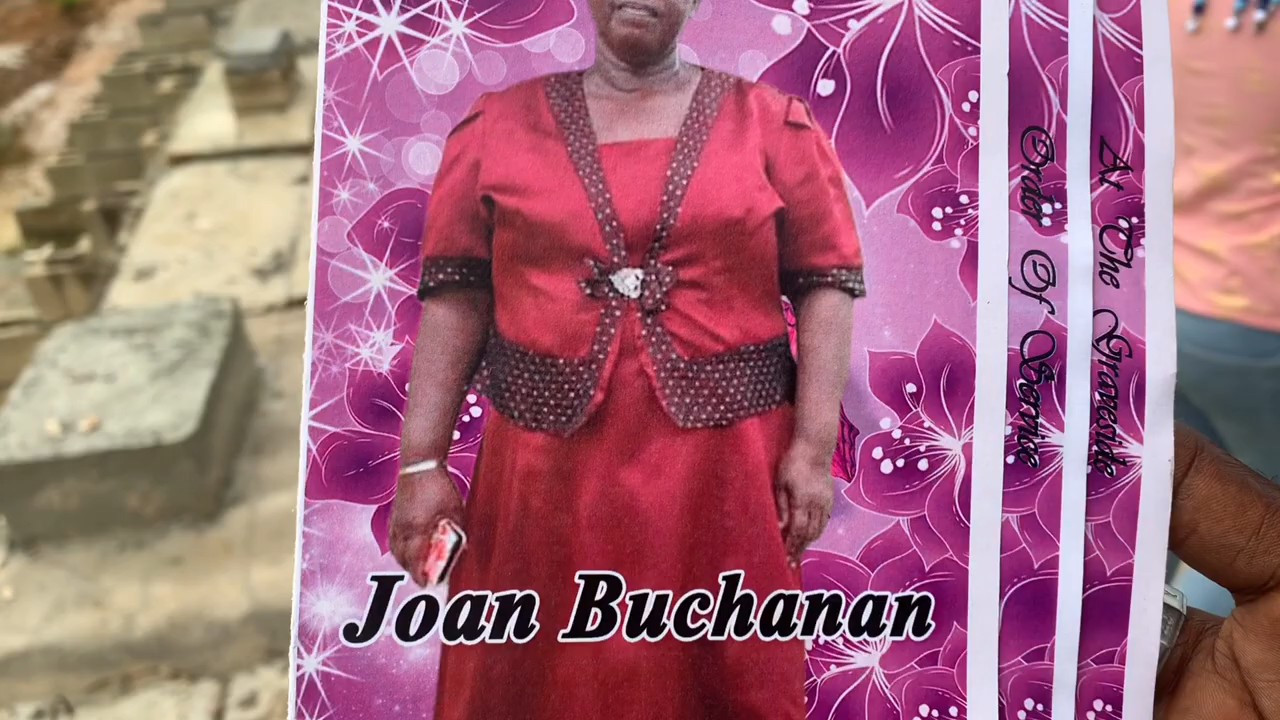 Joan Buchanan
Order Of Service
At The Graveside